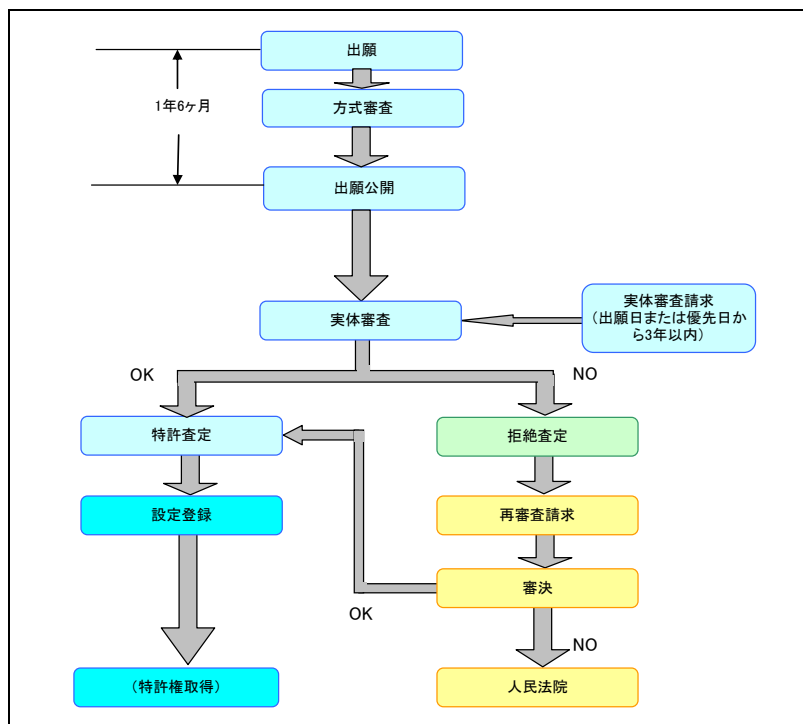 出願
1年6ヶ月
方式審査
出願公開
実体審査請求
（出願日または優先日か
ら3年以内）
実体審査
OK
NO
特許査定
拒絶査定
設定登録
再審査請求
審決
OK
NO
（特許権取得）
人民法院